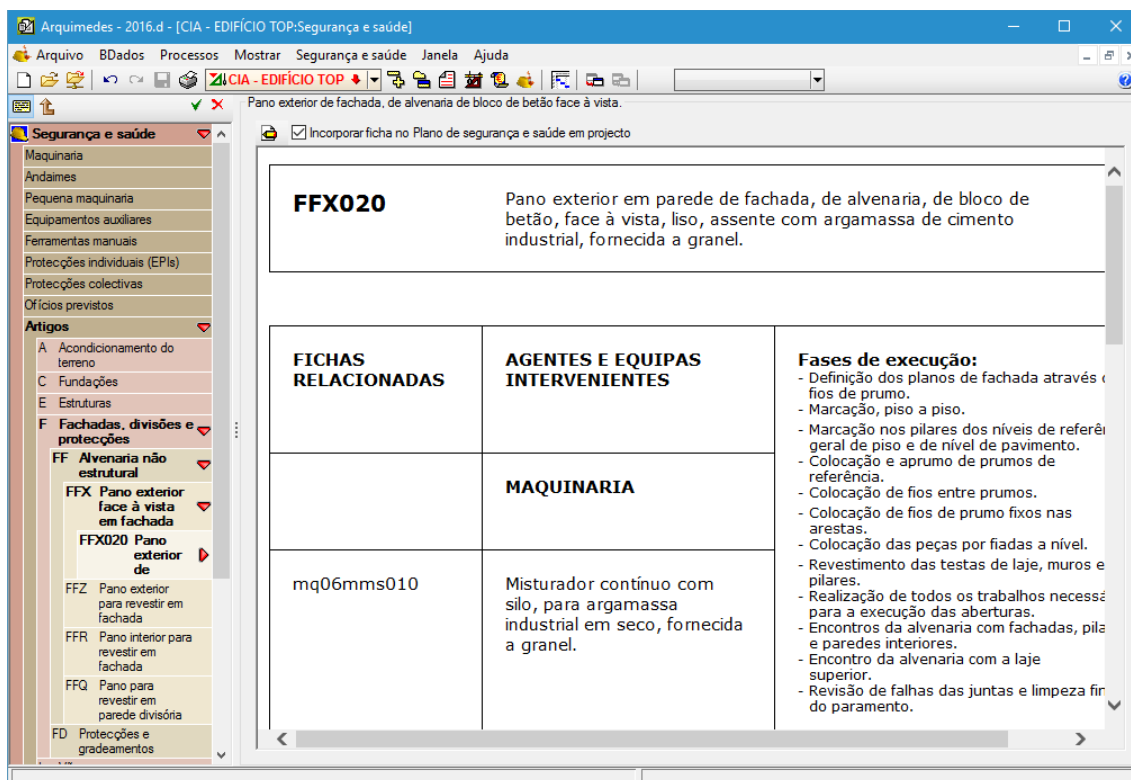 Arquimedes - 2016.d - [CIA - EDIFÍCIO TOP:Segurança e saúde]
Arquivo BDados Processos Mostrar Segurança e saúde Janela Ajuda
CIA - EDIFÍCIO TOP
Pano exterior de fachada, de alvenaria de bloco de betão face à vista.
Incorporar ficha no Plano de segurança e saúde em projecto
Segurança e saúde
Maquinaria
Andaimes
Pequena maquinaria
Equipamentos auxiliares
Ferramentas manuais
Protecções individuais (EPIs)
Protecções colectivas
Ofícios previstos
Artigos
A Acondicionamento do
terreno
C Fundações
E Estruturas
F Fachadas, divisões e
protecções
FF Alvenaria não
estrutural
FFX Pano exterior
face à vista
em fachada
FFX020 Pano
exterior
de
FFZ Pano exterior
para revestir em
fachada
FFR Pano interior para
revestir em
fachada
FFQ Pano para
revestir em
parede divisória
FD Protecções e
gradeamentos
FFX020
Pano exterior em parede de fachada, de alvenaria, de bloco de
betão, face à vista, liso, assente com argamassa de cimento
industrial, fornecida a granel.
FICHAS
RELACIONADAS
AGENTES E EQUIPAS
INTERVENIENTES
MAQUINARIA
mq06mms010
Misturador contínuo com
silo, para argamassa
industrial em seco, fornecida
a granel.
Fases de execução:
- Definição dos planos de fachada através
fios de prumo.
- Marcação, piso a piso.
- Marcação nos pilares dos níveis de referê
geral de piso e de nível de pavimento.
- Colocação e aprumo de prumos de
referência.
- Colocação de fios entre prumos.
- Colocação de fios de prumo fixos nas
arestas.
- Colocação das peças por fiadas a nível.
- Revestimento das testas de laje, muros e
pilares.
- Realização de todos os trabalhos necessá
para a execução das aberturas.
- Encontros da alvenaria com fachadas, pila
e paredes interiores.
- Encontro da alvenaria com a laje
superior.
- Revisão de falhas das juntas e limpeza fin
do paramento.